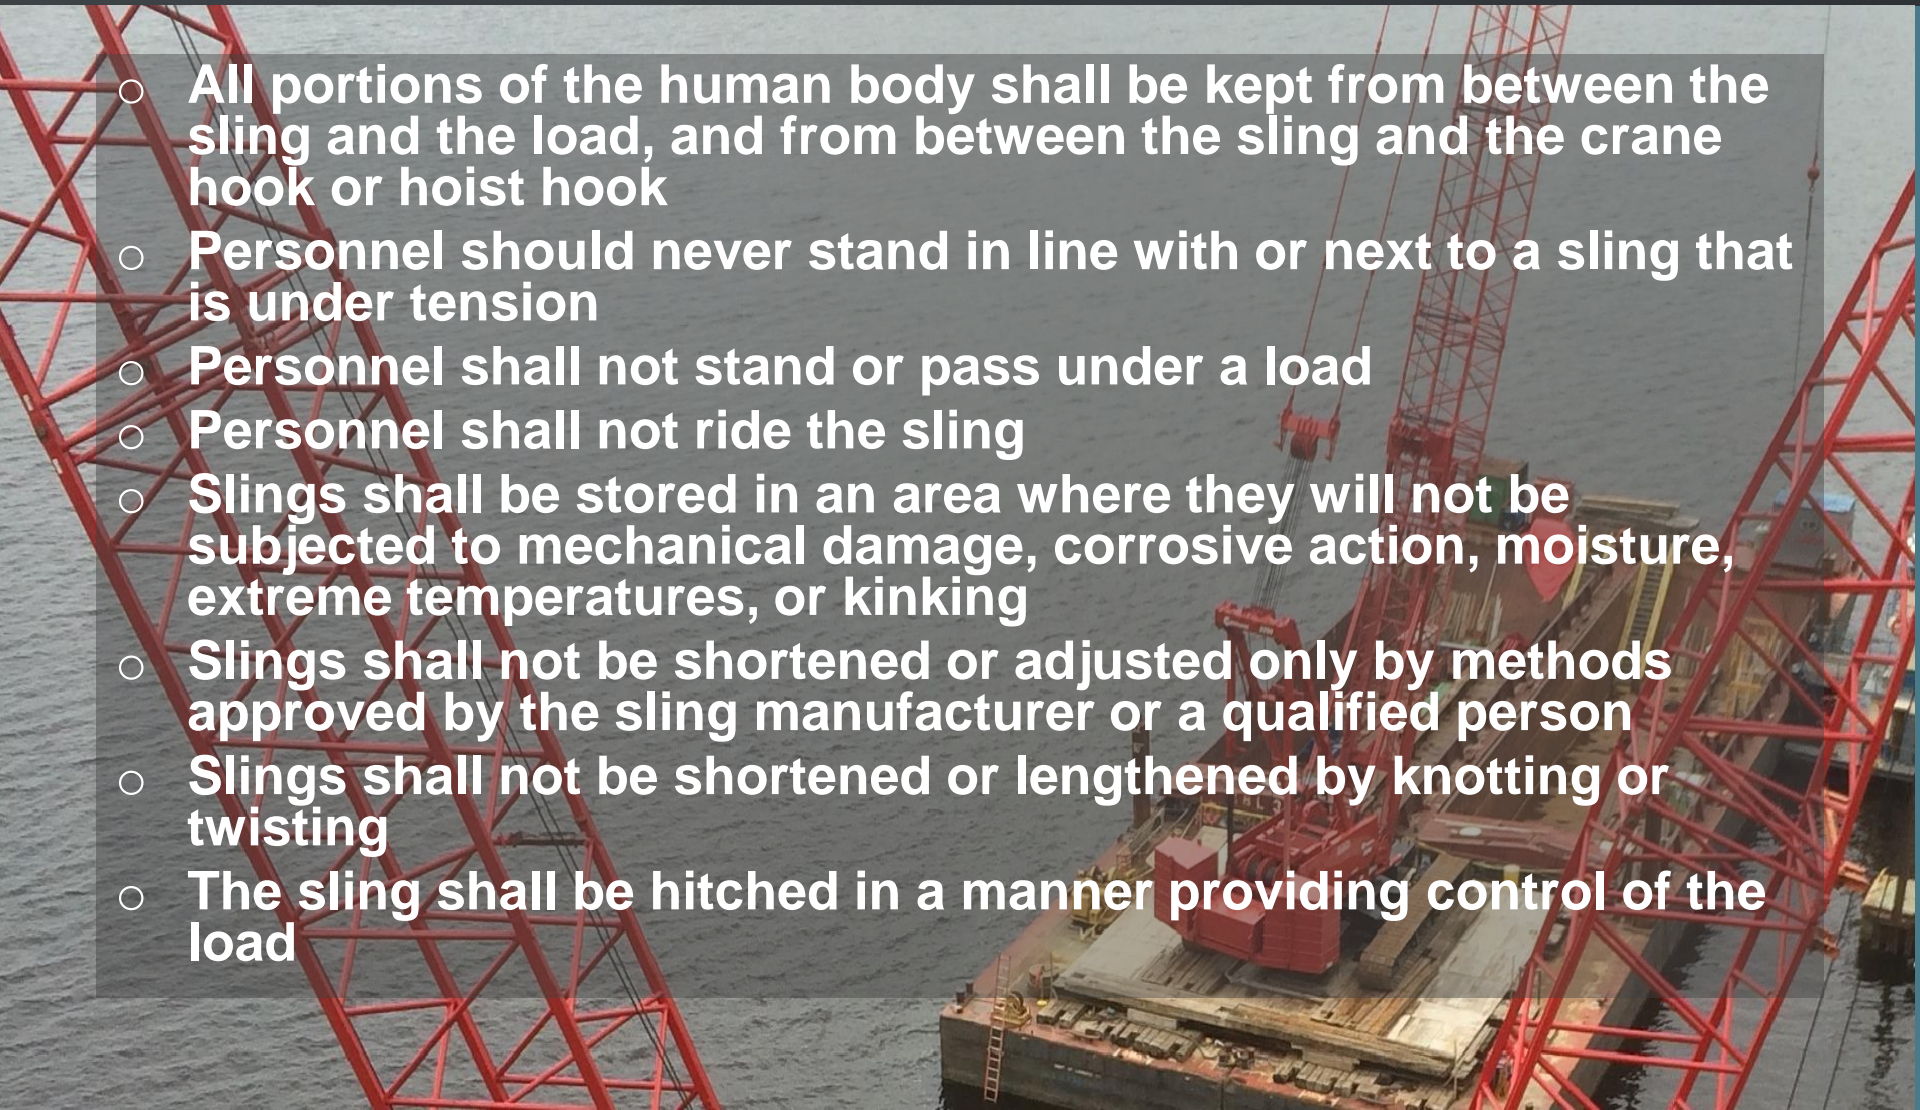 All portions of the human body shall be kept from between the
sling and the load, and from between the sling and the crane
hook or hoist hook
Personnel should never stand in line with or next to a sling that
is under tension
Personnel shall not stand or pass under a load
Personnel shall not ride the sling
Slings shall be stored in an area where they will not be
subjected to mechanical damage, corrosive action, moisture,
extreme temperatures, or kinking
Slings shall not be shortened or adjusted only by methods
approved by the sling manufacturer or a qualified person
Slings shall not be shortened or lengthened by knotting or
twisting
The sling shall be hitched in a manner providing control of the
load